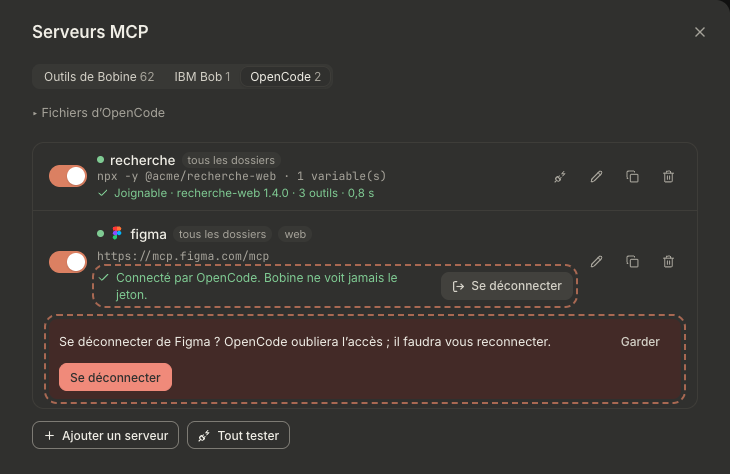 Serveurs MCP
Outils de Bobine 62
IBM Bob 1
OpenCode 2
Fichiers d’OpenCode
recherche
tous les dossiers
npx -y @acme/recherche-web · 1 variable(s)
Joignable · recherche-web 1.4.0 · 3 outils · 0,8 s
figma
tous les dossiers
web
https://mcp.figma.com/mcp
Connecté par OpenCode. Bobine ne voit jamais le
jeton.
Se déconnecter
Se déconnecter de Figma ? OpenCode oubliera l’accès ; il faudra vous reconnecter.
Garder
Se déconnecter
Ajouter un serveur
Tout tester